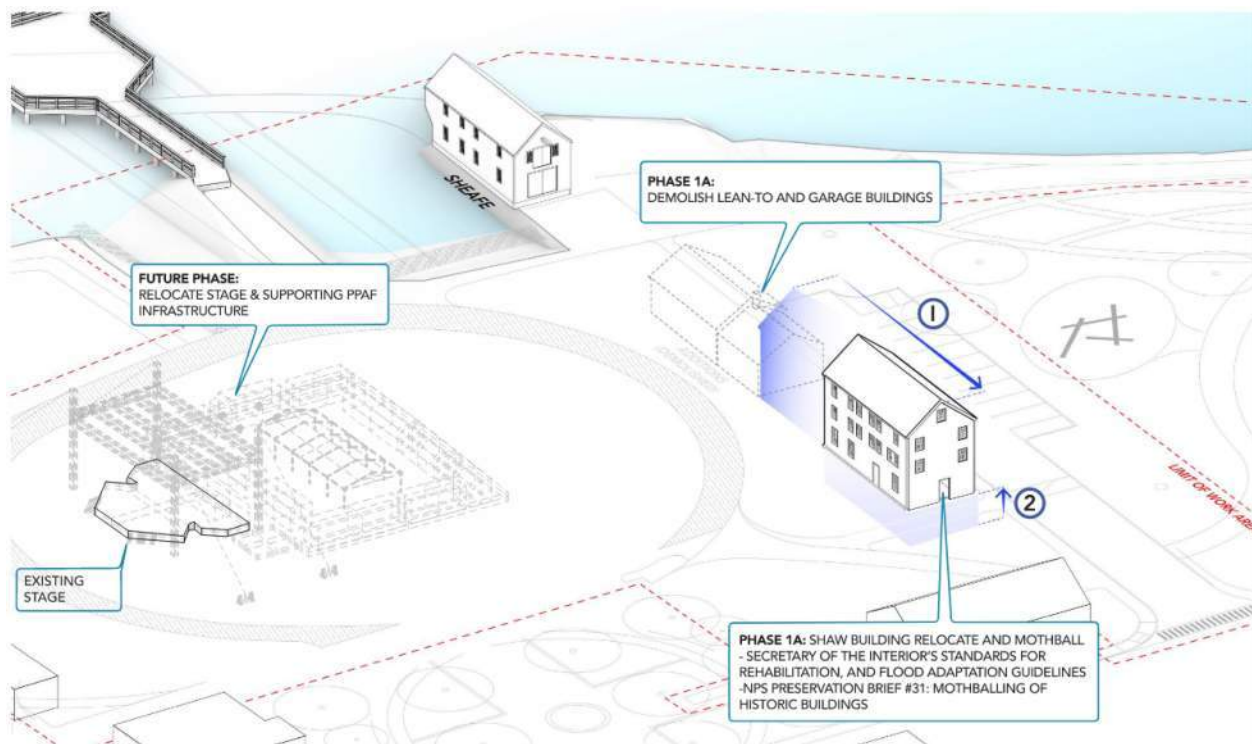 SHEAFE
PHASE 1A:
DEMOLISH LEAN-TO AND GARAGE BUILDINGS
FUTURE PHASE:
RELOCATE STAGE & SUPPORTING PPAF
INFRASTRUCTURE
1
2
LIMIT OF WORK AREA
EXISTING
STAGE
PHASE 1A: SHAW BUILDING RELOCATE AND MOTHBALL
- SECRETARY OF THE INTERIOR'S STANDARDS FOR
REHABILITATION, AND FLOOD ADAPTATION GUIDELINES
-NPS PRESERVATION BRIEF #31: MOTHBALLING OF
HISTORIC BUILDINGS